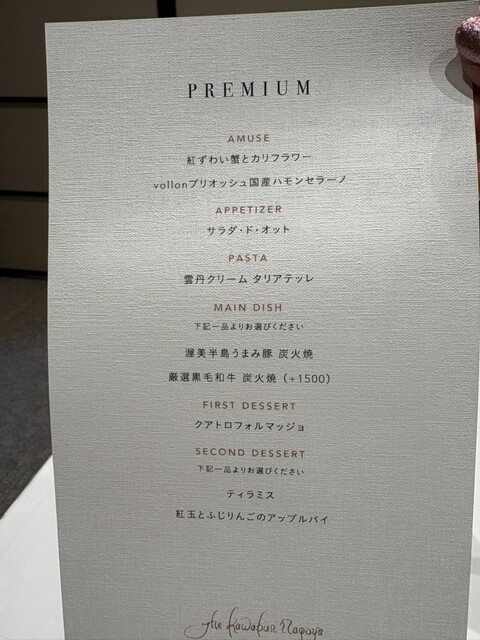 PREMIUM
AMUSE
紅ずわい蟹とカリフラワー
vollonブリオッシュ国産ハモンセラーノ
APPETIZER
サラダ・ド・オット
PASTA
雲丹クリーム タリアテッレ
MAIN DISH
下記一品よりお選びください
渥美半島うまみ豚 炭火焼
厳選黒毛和牛 炭火焼（+1500）
FIRST DESSERT
クアトロフォルマッジョ
SECOND DESSERT
下記一品よりお選びください
ティラミス
紅玉とふじりんごのアップルパイ
The Kawabun Nagoya